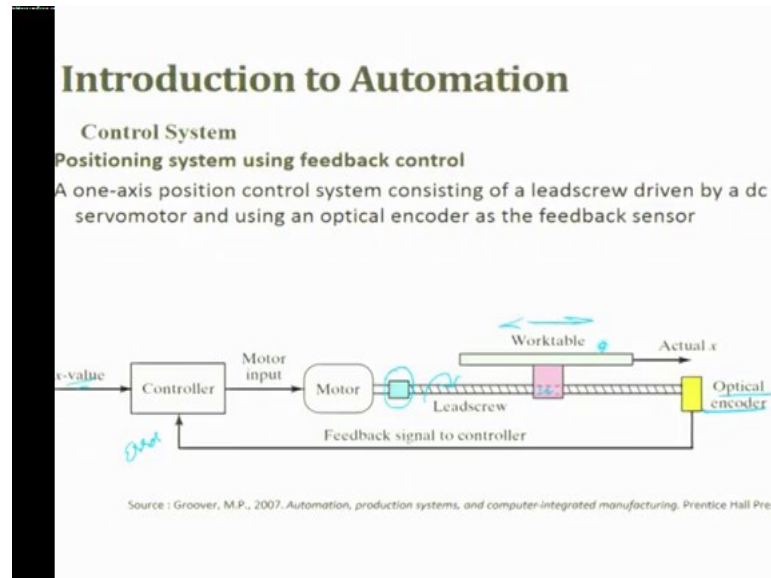 Introduction to Automation
Control System
Positioning system using feedback control
A one-axis position control system consisting of a leadscrew driven by a dc
servomotor and using an optical encoder as the feedback sensor
Worktable
Actual x
x-value
Controller
Motor
input
Motor
Leadscrew
Optical
encoder
Error
Feedback signal to controller
Source : Groover, M.P., 2007. Automation, production systems, and computer-integrated manufacturing. Prentice Hall Pre